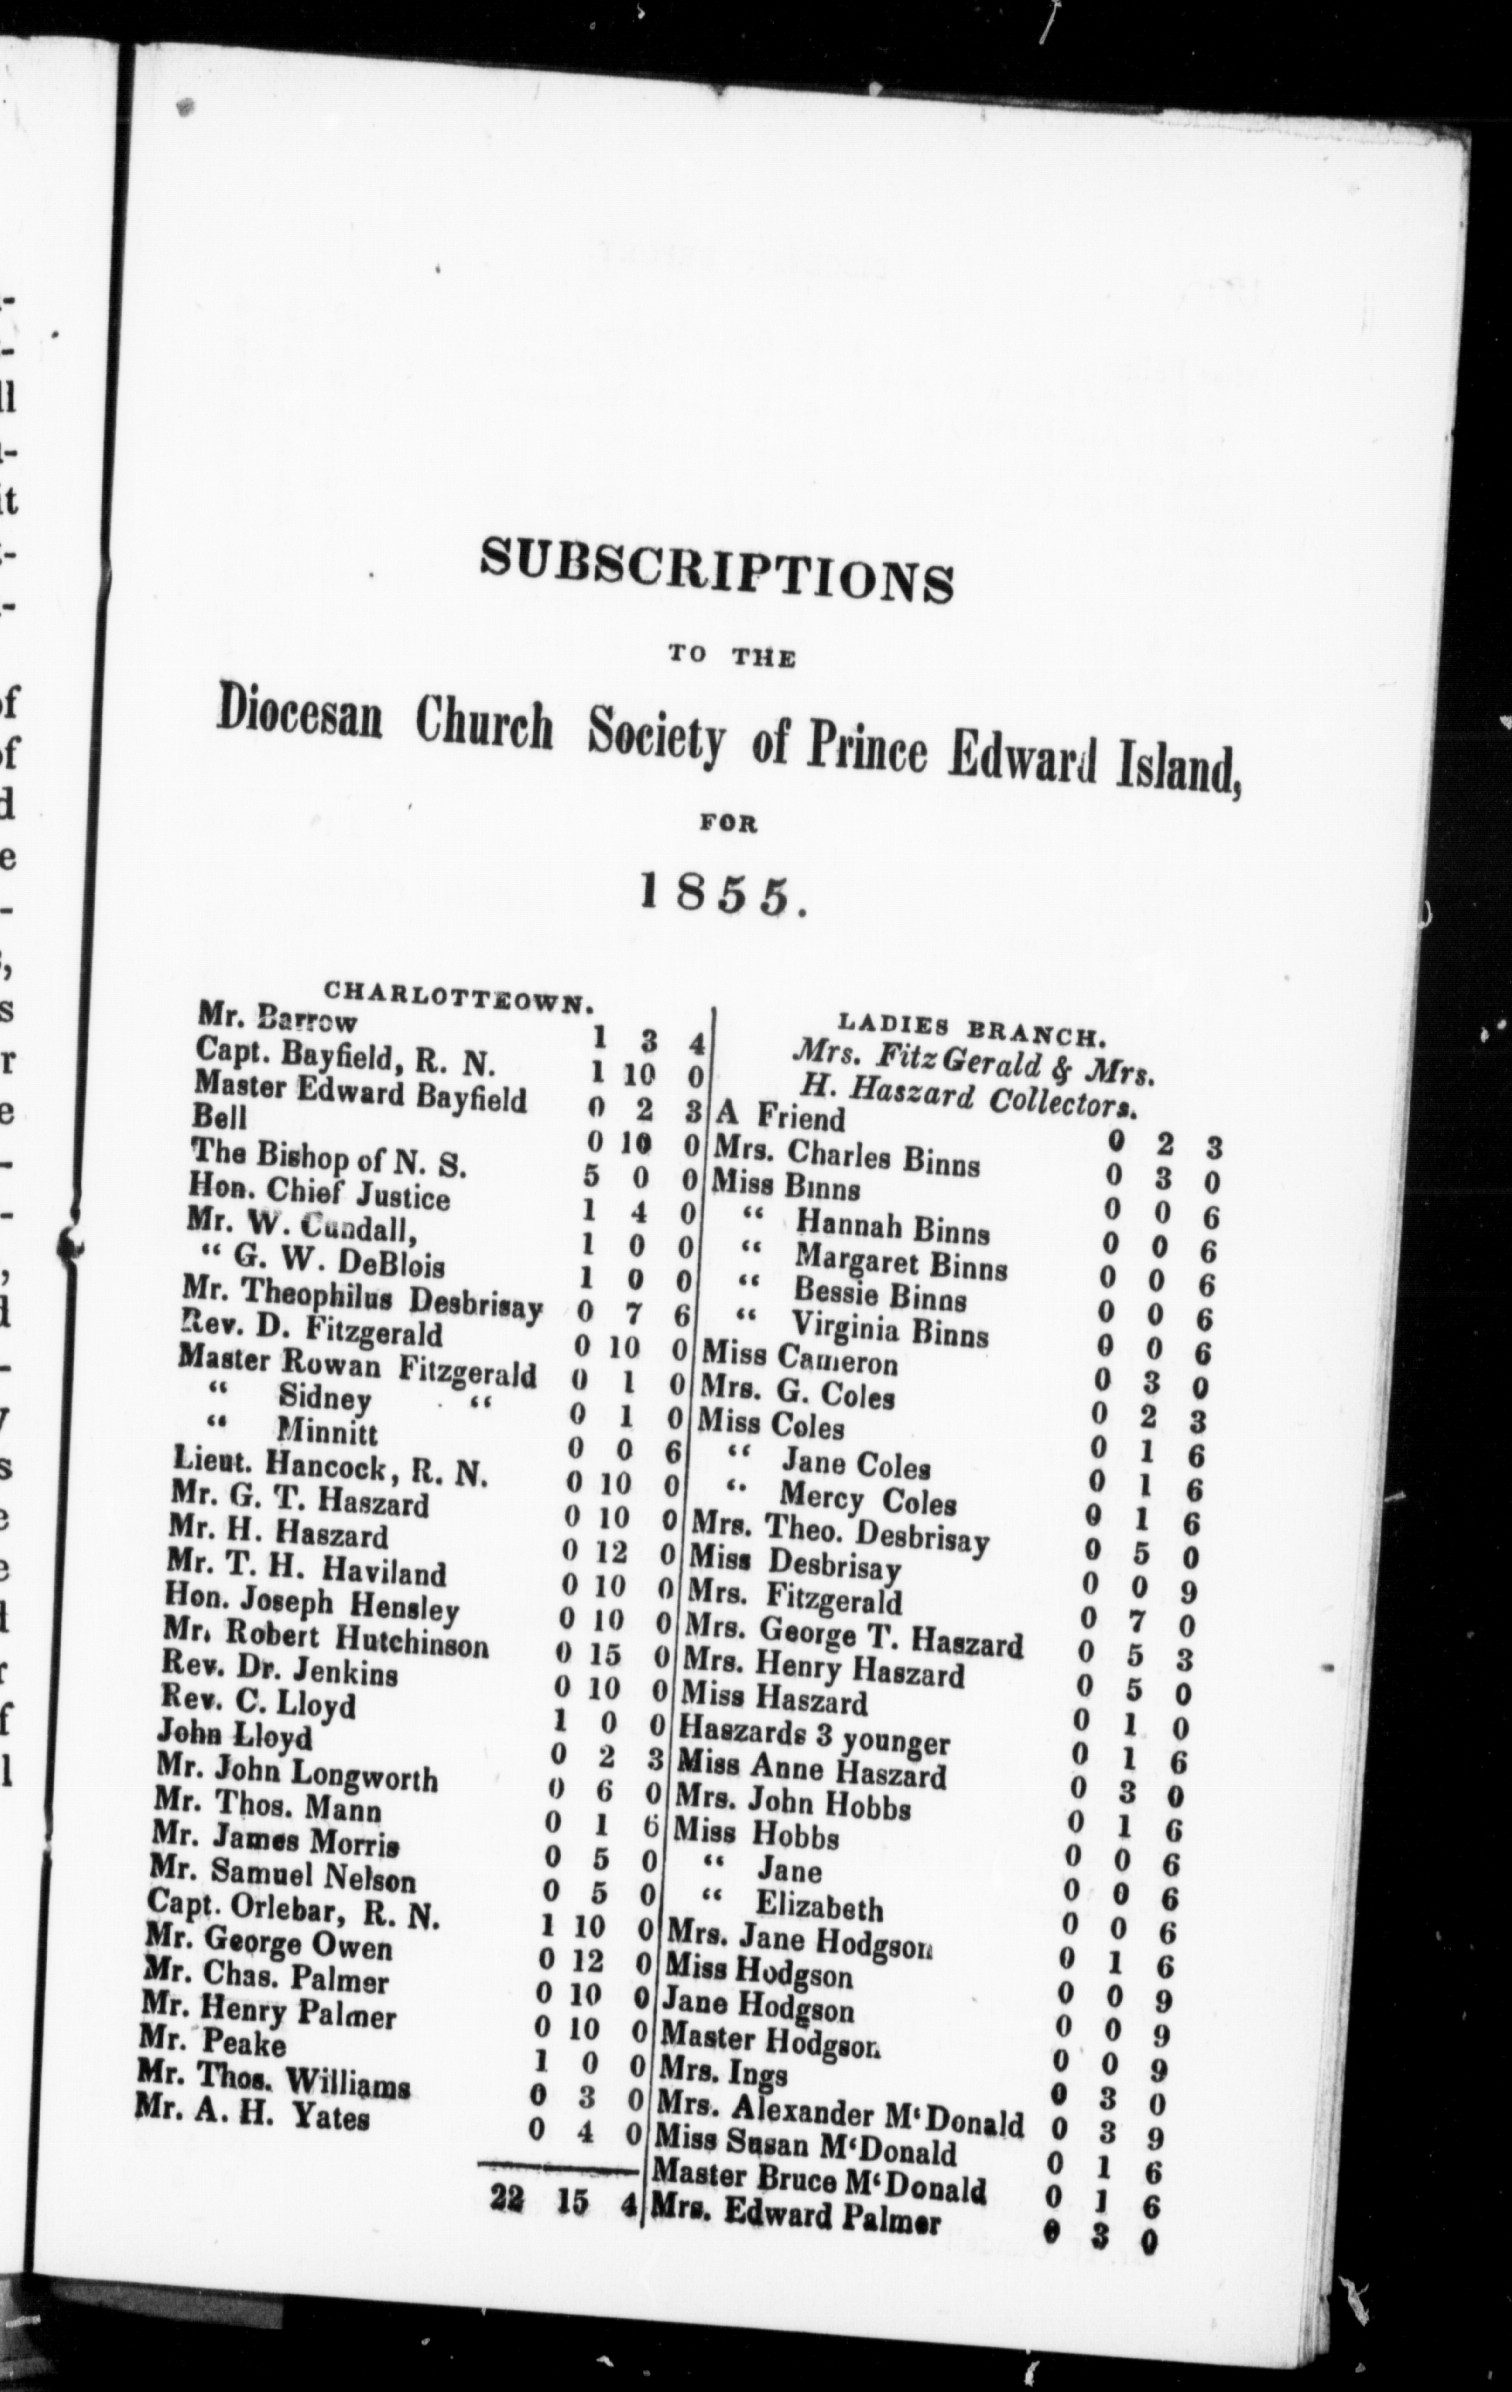 SUBSCRIPTIONS
TO THE
Diocesan Church Society of Prince Edward Island,
FOR
1855.
CHARLOTTEOWN.
Mr. Barrow 1 3 4
Capt. Bayfield, R. N. 1 10 0
Master Edward Bayfield 0 2 3
Bell 0 10 0
The Bishop of N. S. 5 0 0
Hon. Chief Justice 1 4 0
Mr. W. Cundall, 1 0 0
“ G. W. DeBlois 1 0 0
Mr. Theophilus Desbrisay 0 7 6
Rev. D. Fitzgerald 0 10 0
Master Rowan Fitzgerald 0 1 0
“ Sidney “ 0 1 0
“ Minnitt 0 0 6
Lieut. Hancock, R. N. 0 10 0
Mr. G. T. Haszard 0 10 0
Mr. H. Haszard 0 12 0
Mr. T. H. Haviland 0 10 0
Hon. Joseph Hensley 0 10 0
Mr. Robert Hutchinson 0 15 0
Rev. Dr. Jenkins 0 10 0
Rev. C. Lloyd 1 0 0
John Lloyd 0 2 3
Mr. John Longworth 0 6 0
Mr. Thos. Mann 0 1 6
Mr. James Morris 0 5 0
Mr. Samuel Nelson 0 5 0
Capt. Orlebar, R. N. 1 10 0
Mr. George Owen 0 12 0
Mr. Chas. Palmer 0 10 0
Mr. Henry Palmer 0 10 0
Mr. Peake 1 0 0
Mr. Thos. Williams 0 3 0
Mr. A. H. Yates 0 4 0
22 15 4
LADIES BRANCH.
Mrs. FitzGerald & Mrs.
H. Haszard Collectors.
A Friend 0 2 3
Mrs. Charles Binns 0 3 0
Miss Binns 0 0 6
“ Hannah Binns 0 0 6
“ Margaret Binns 0 0 6
“ Bessie Binns 0 0 6
“ Virginia Binns 0 0 6
Miss Cameron 0 3 0
Mrs. G. Coles 0 2 3
Miss Coles 0 1 6
“ Jane Coles 0 1 6
“ Mercy Coles 0 1 6
Mrs. Theo. Desbrisay 0 5 0
Miss Desbrisay 0 0 9
Mrs. Fitzgerald 0 7 0
Mrs. George T. Haszard 0 5 3
Mrs. Henry Haszard 0 5 0
Miss Haszard 0 1 0
Haszards 3 younger 0 1 6
Miss Anne Haszard 0 3 0
Mrs. John Hobbs 0 1 6
Miss Hobbs 0 0 6
“ Jane 0 0 6
“ Elizabeth 0 0 6
Mrs. Jane Hodgson 0 1 6
Miss Hodgson 0 0 9
Jane Hodgson 0 0 9
Master Hodgson 0 0 9
Mrs. Ings 0 3 0
Mrs. Alexander M‘Donald 0 3 9
Miss Susan M‘Donald 0 1 6
Master Bruce M‘Donald 0 1 6
Mrs. Edward Palmer 0 3 0